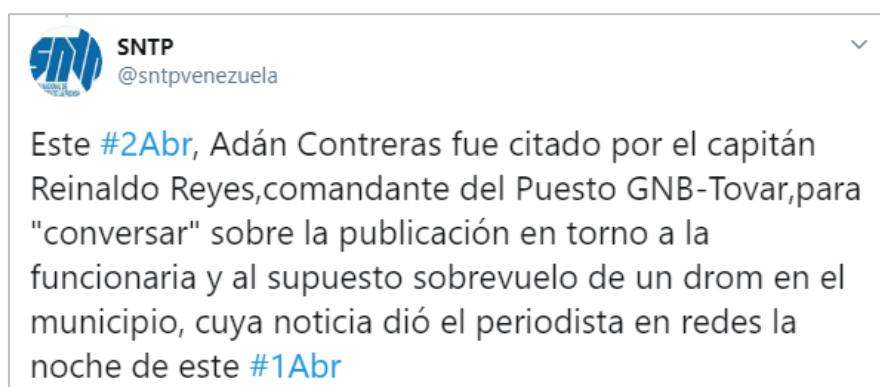 SNTP
@sntpvenezuela
Este #2Abr, Adán Contreras fue citado por el capitán
Reinaldo Reyes,comandante del Puesto GNB-Tovar,para
"conversar" sobre la publicación en torno a la
funcionaria y al supuesto sobrevuelo de un drom en el
municipio, cuya noticia dió el periodista en redes la
noche de este #1Abr